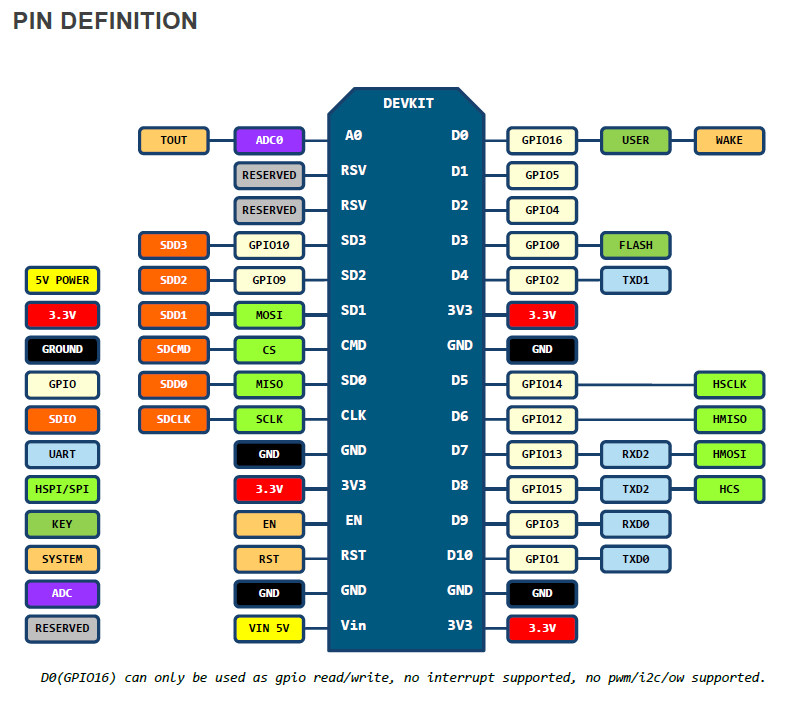 PIN DEFINITION
DEVKIT
TOUT ADC0 A0 D0 GPIO16 USER WAKE
RESERVED RSV D1 GPIO5
RESERVED RSV D2 GPIO4
SDD3 GPIO10 SD3 D3 GPIO0 FLASH
5V POWER SDD2 GPIO9 SD2 D4 GPIO2 TXD1
3.3V SDD1 MOSI SD1 3V3 3.3V
GROUND SDCMD CS CMD GND GND
GPIO SDD0 MISO SD0 D5 GPIO14 HSCLK
SDIO SDCLK SCLK CLK D6 GPIO12 HMISO
UART GND GND D7 GPIO13 RXD2 HMOSI
HSPI/SPI 3.3V 3V3 D8 GPIO15 TXD2 HCS
KEY EN EN D9 GPIO3 RXD0
SYSTEM RST RST D10 GPIO1 TXD0
ADC GND GND GND GND
RESERVED VIN 5V Vin 3V3 3.3V
D0(GPIO16) can only be used as gpio read/write, no interrupt supported, no pwm/i2c/ow supported.